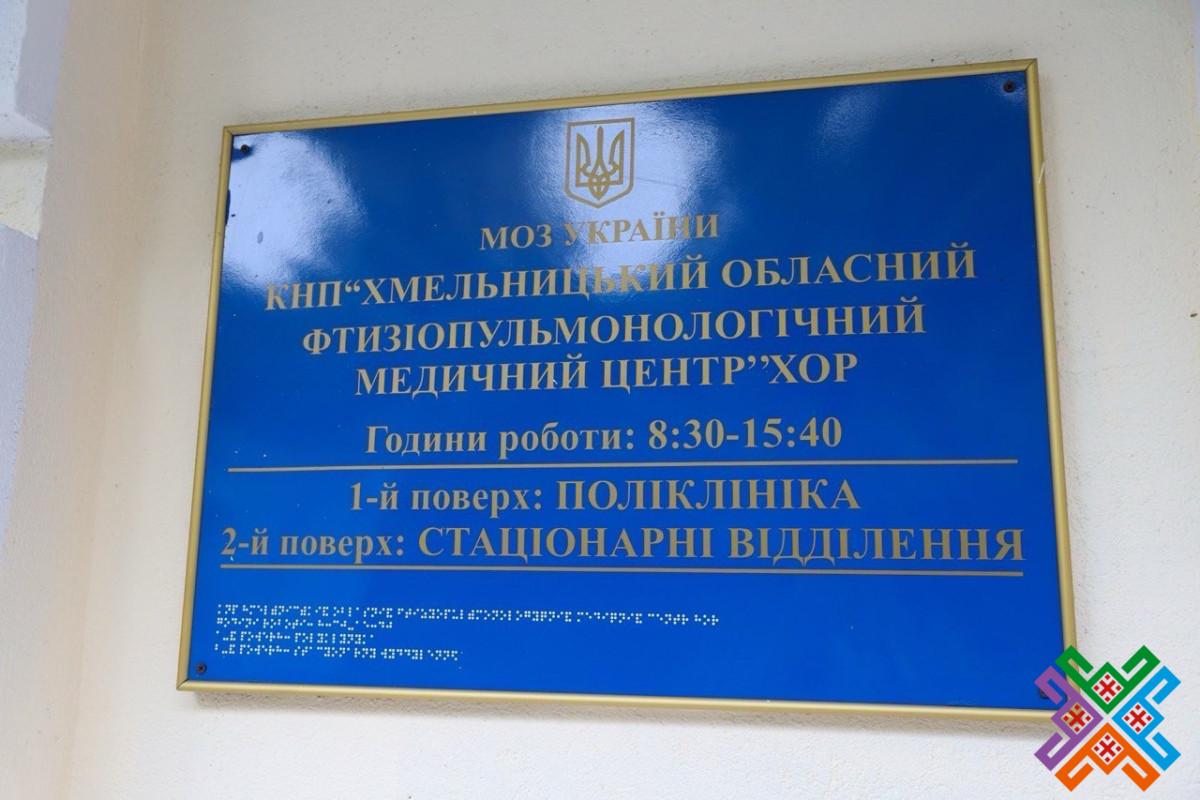 МОЗ УКРАЇНИ
КНП“ХМЕЛЬНИЦЬКИЙ ОБЛАСНИЙ
ФТИЗІОПУЛЬМОНОЛОГІЧНИЙ
МЕДИЧНИЙ ЦЕНТР”ХОР
Години роботи: 8:30-15:40
1-й поверх: ПОЛІКЛІНІКА
2-й поверх: СТАЦІОНАРНІ ВІДДІЛЕННЯ